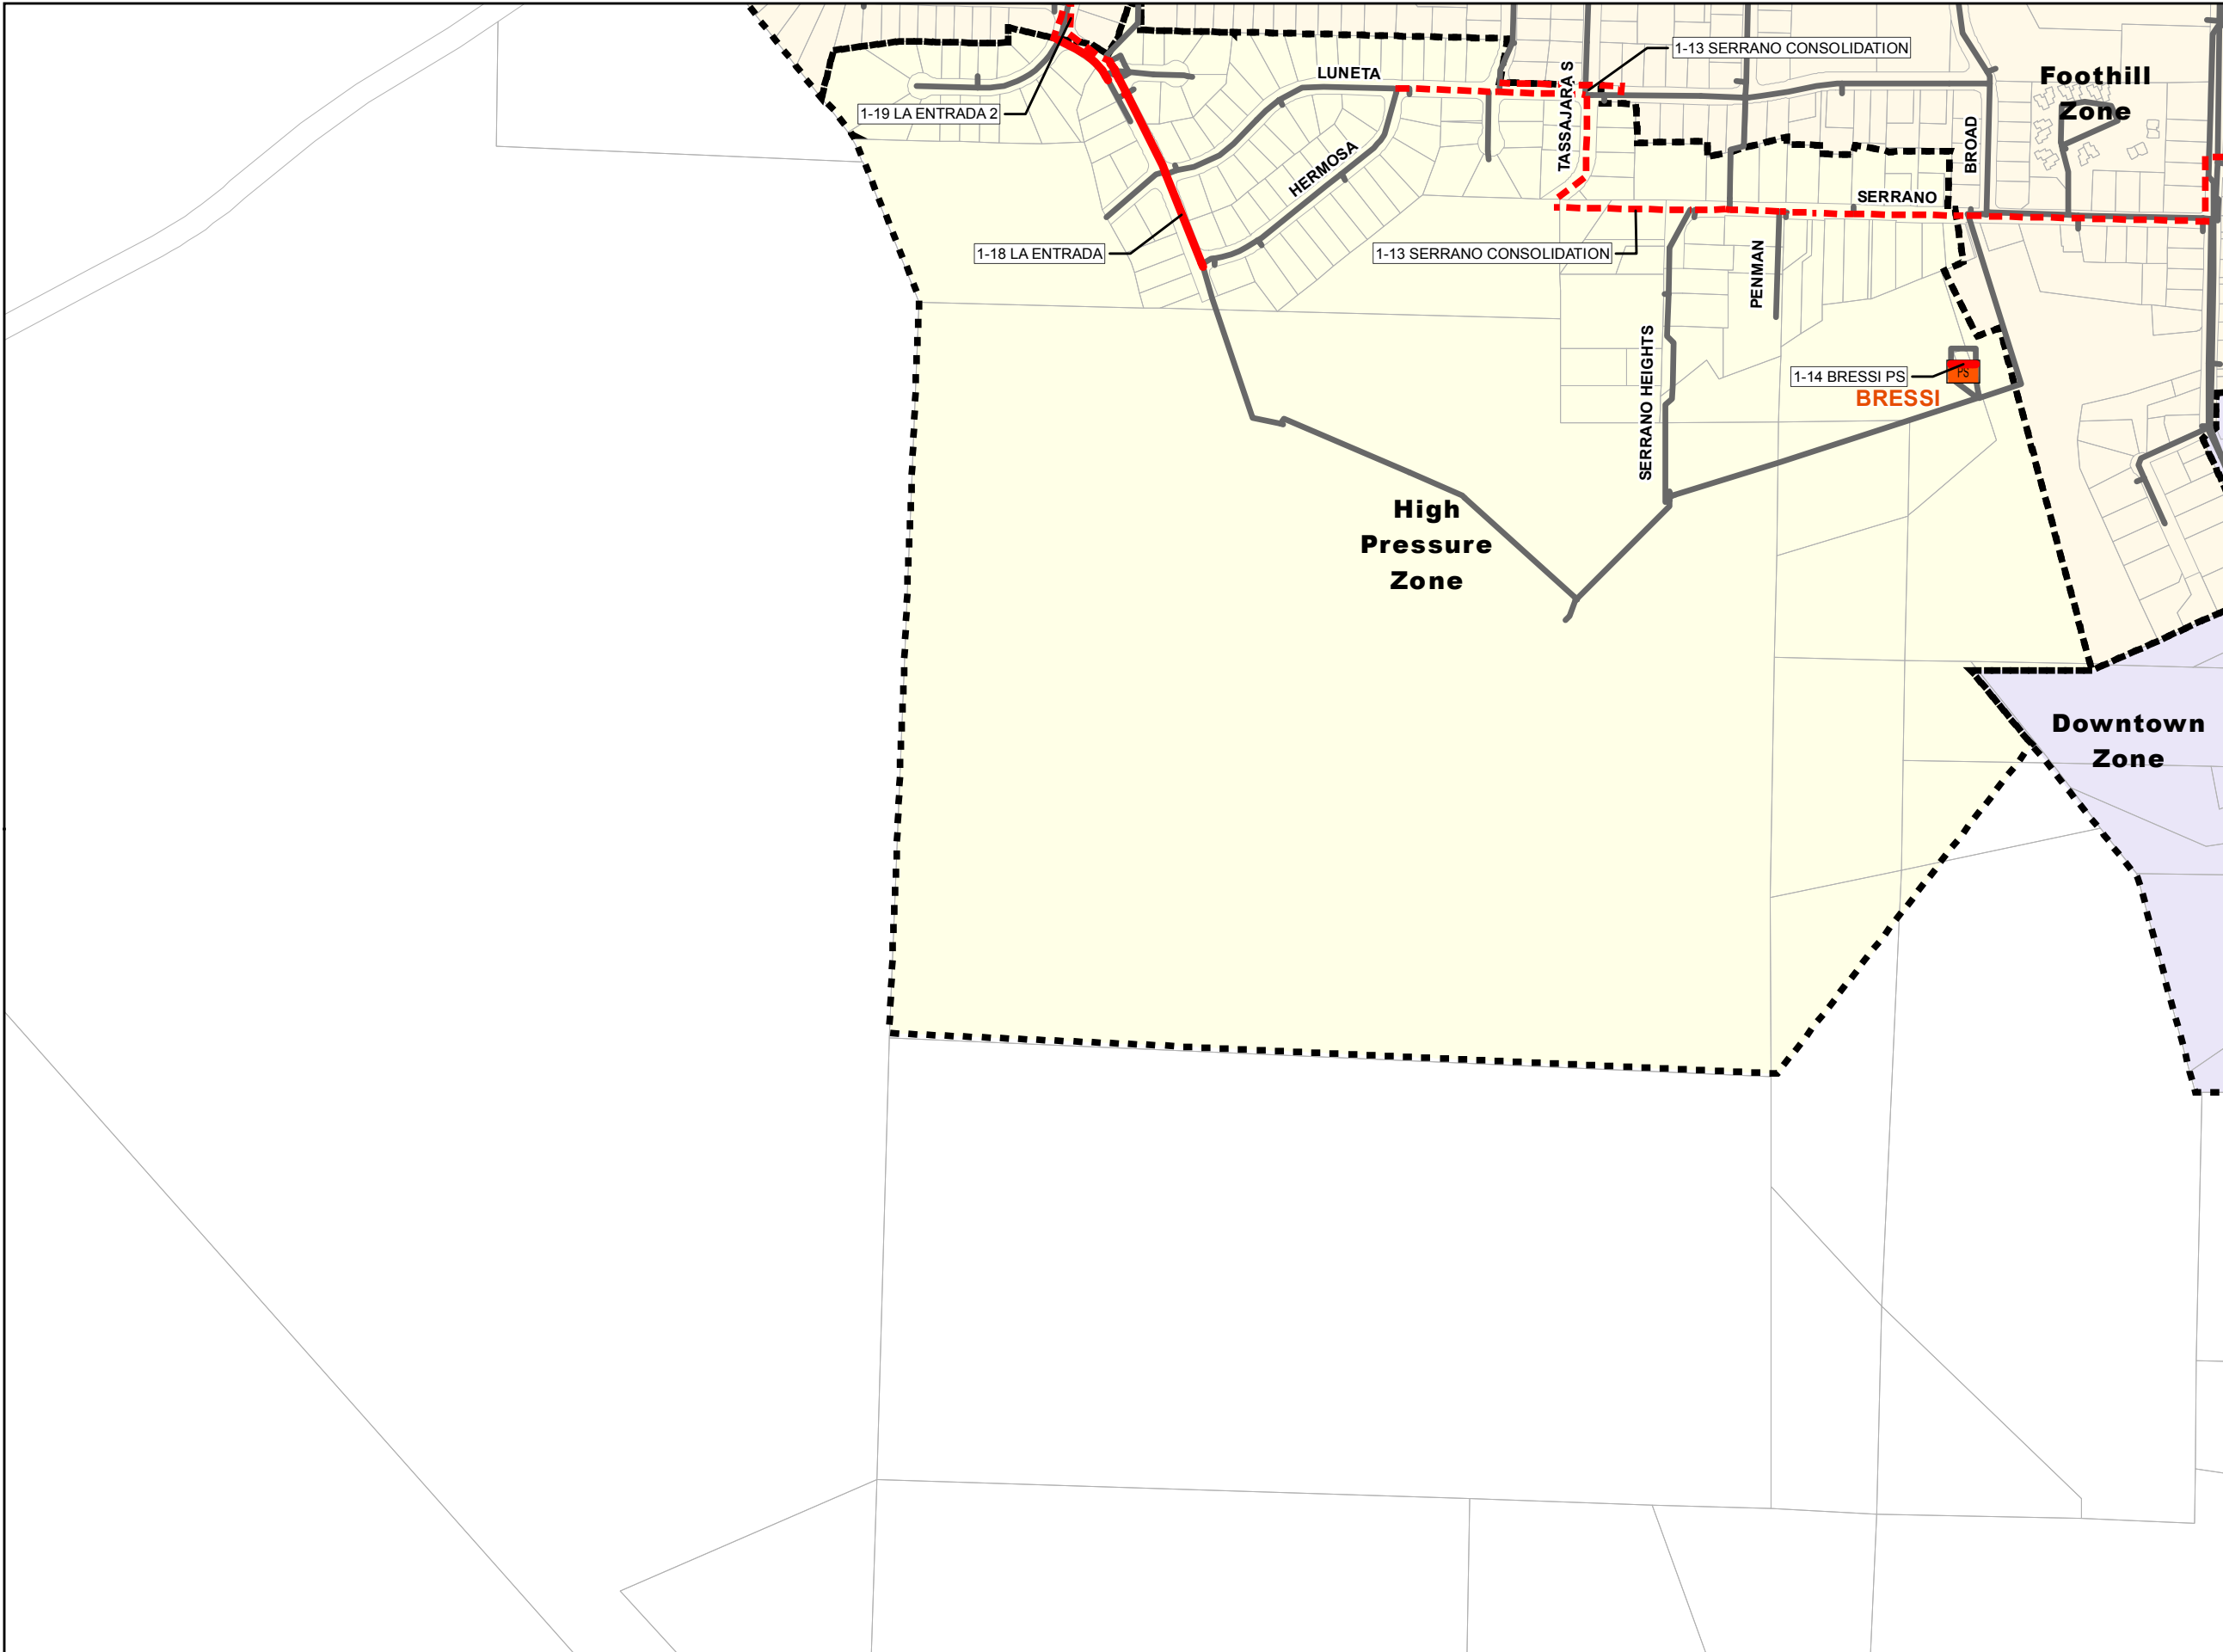 1-13 SERRANO CONSOLIDATION
LUNETA
Foothill
Zone
1-19 LA ENTRADA 2
TASSAJARA S
HERMOSA
BROAD
SERRANO
1-18 LA ENTRADA
1-13 SERRANO CONSOLIDATION
PENMAN
SERRANO HEIGHTS
1-14 BRESSI PS
PS
BRESSI
High
Pressure
Zone
Downtown
Zone